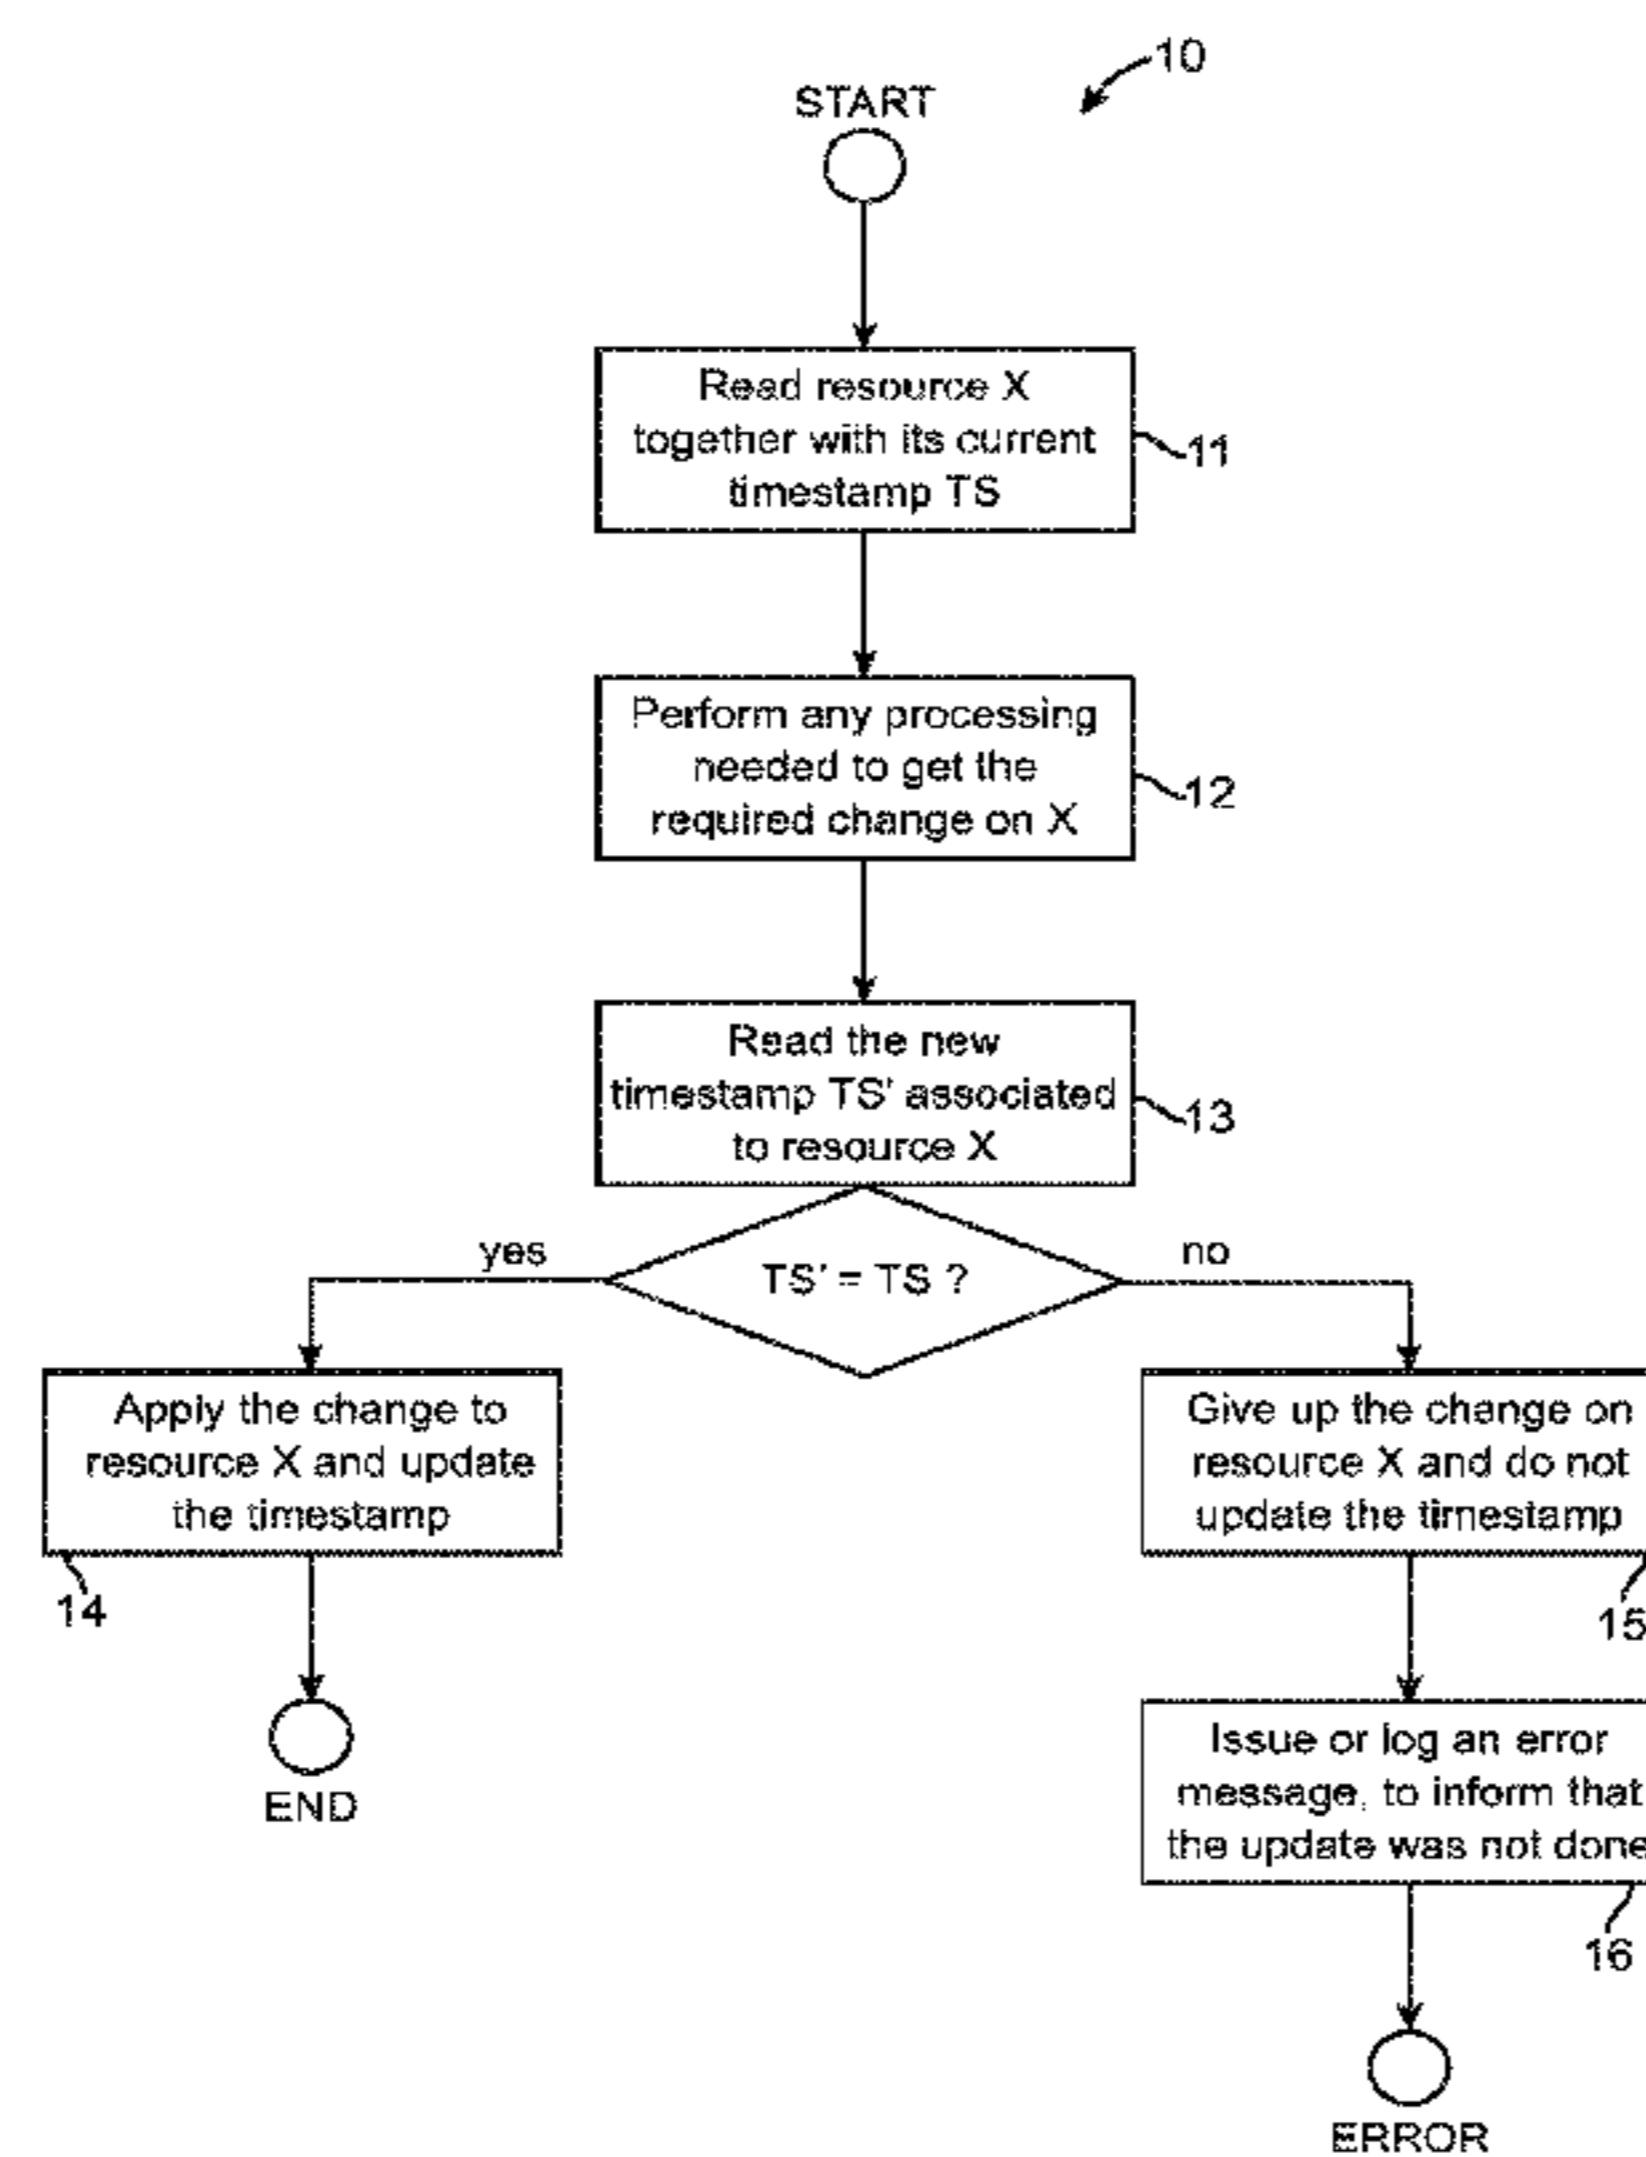 10
START
Read resource X
together with its current
timestamp TS
11
Perform any processing
needed to get the
required change on X
12
Read the new
timestamp TS' associated
to resource X
13
yes
TS' = TS ?
no
Apply the change to
resource X and update
the timestamp
14
Give up the change on
resource X and do not
update the timestamp
15
END
Issue or log an error
message, to inform that
the update was not done
16
ERROR